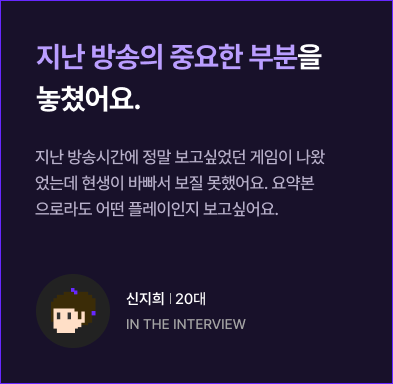 지난 방송의 중요한 부분을
놓쳤어요.
지난 방송시간에 정말 보고싶었던 게임이 나왔
었는데 현생이 바빠서 보질 못했어요. 요약본
으로라도 어떤 플레이인지 보고싶어요.
신지희 | 20대
IN THE INTERVIEW